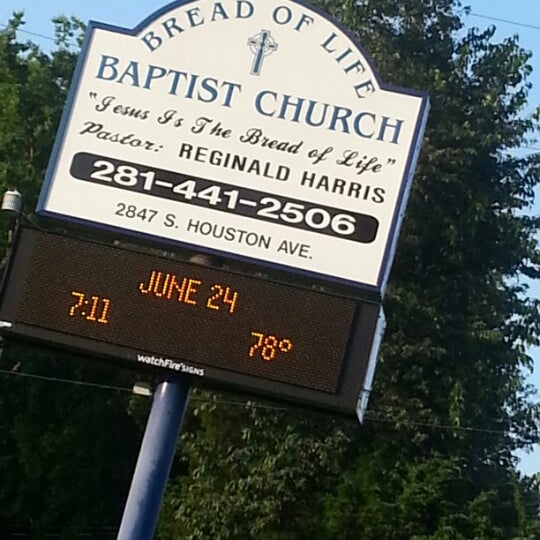 BREAD OF LIFE
BAPTIST CHURCH
"Jesus Is The Bread of Life"
Pastor: REGINALD HARRIS
281-441-2506
2847 S. HOUSTON AVE.
JUNE 24
7:11
78°
watchFire SIGNS